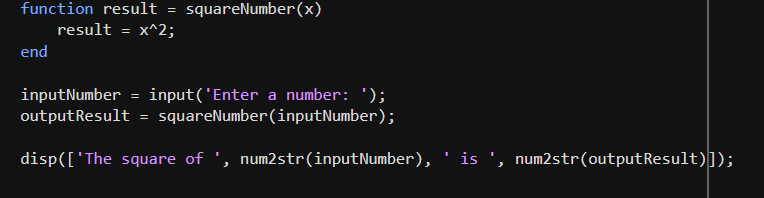 function result = squareNumber(x)
    result = x^2;
end
inputNumber = input('Enter a number: ');
outputResult = squareNumber(inputNumber);
disp(['The square of ', num2str(inputNumber), ' is ', num2str(outputResult)]);